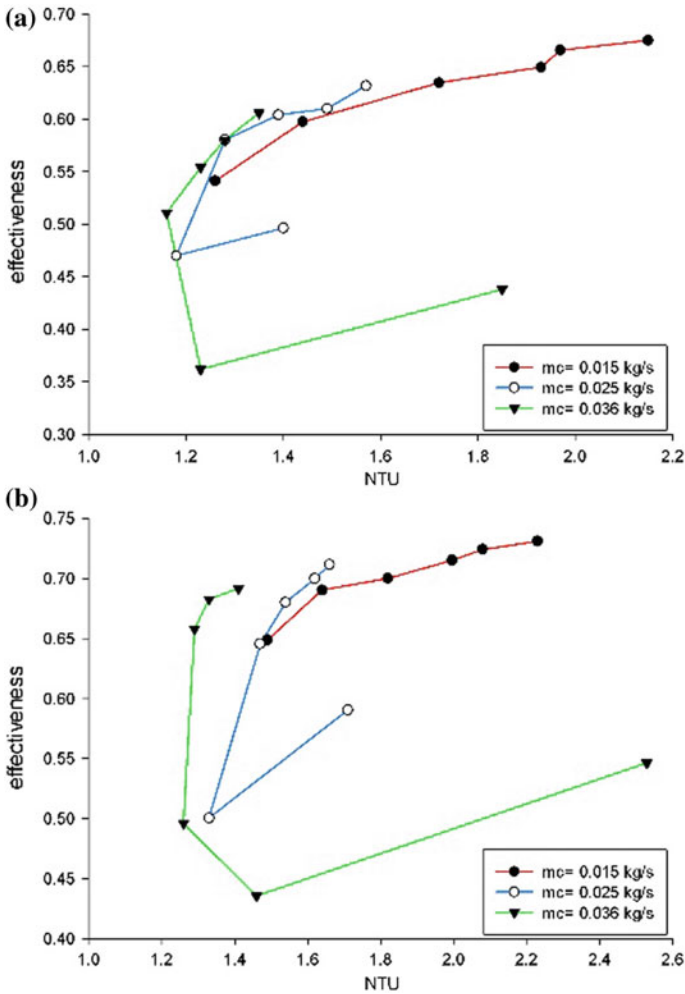 (a)
0.70
0.65
0.60
0.55
0.50
0.45
0.40
0.35
0.30
effectiveness
1.0 1.2 1.4 1.6 1.8 2.0 2.2
NTU
mc= 0.015 kg/s
mc= 0.025 kg/s
mc= 0.036 kg/s
(b)
0.75
0.70
0.65
0.60
0.55
0.50
0.45
0.40
effectiveness
1.0 1.2 1.4 1.6 1.8 2.0 2.2 2.4 2.6
NTU
mc= 0.015 kg/s
mc= 0.025 kg/s
mc= 0.036 kg/s